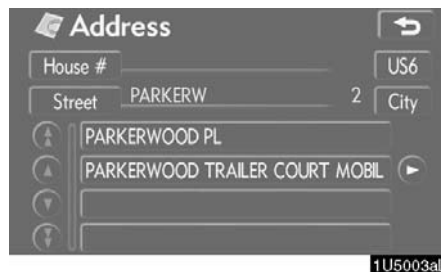 Address
House # US6
Street PARKERW 2 City
PARKERWOOD PL
PARKERWOOD TRAILER COURT MOBIL
1U5003al